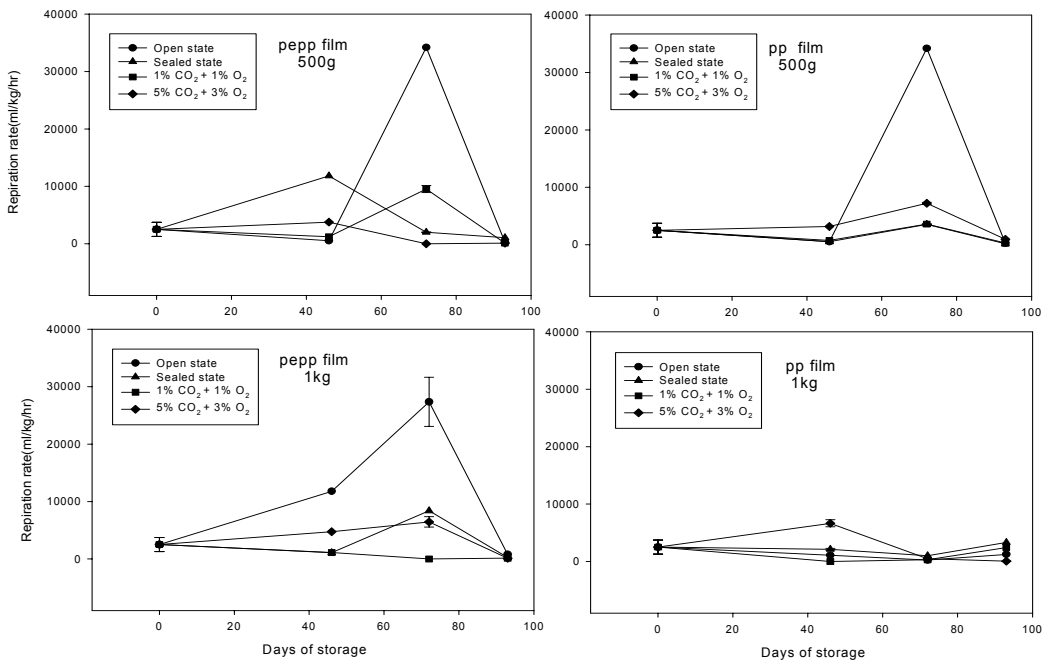 40000
30000
20000
10000
0
Repiration rate(ml/kg/hr)
pepp film
500g
Open state
Sealed state
1% CO2 + 1% O2
5% CO2 + 3% O2
0 20 40 60 80 100
40000
30000
20000
10000
0
pp film
500g
Open state
Sealed state
1% CO2 + 1% O2
5% CO2 + 3% O2
0 20 40 60 80 100
40000
30000
20000
10000
0
Repiration rate(ml/kg/hr)
pepp film
1kg
Open state
Sealed state
1% CO2 + 1% O2
5% CO2 + 3% O2
0 20 40 60 80 100
Days of storage
40000
30000
20000
10000
0
pp film
1kg
Open state
Sealed state
1% CO2 + 1% O2
5% CO2 + 3% O2
0 20 40 60 80 100
Days of storage